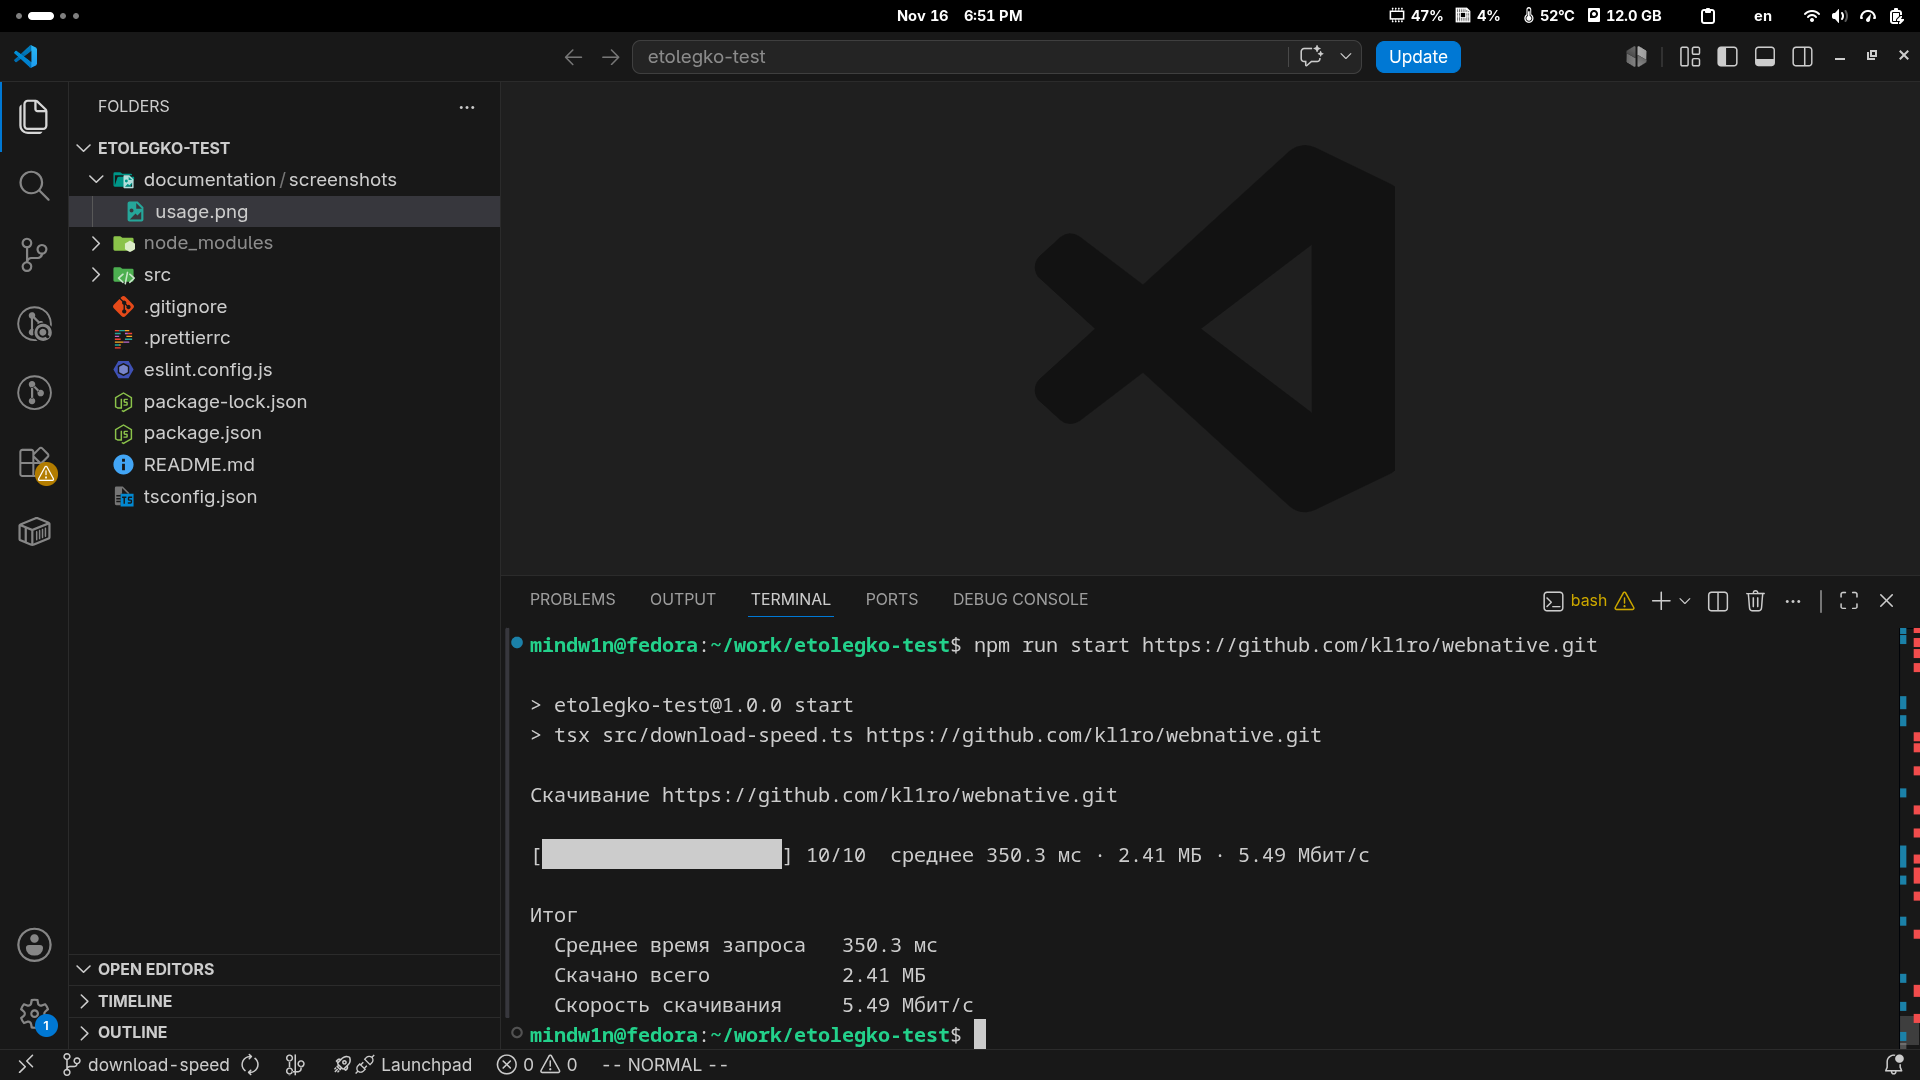 Nov 16 6:51 PM
47% 4% 52°C 12.0 GB en
etolegko-test
Update
FOLDERS
ETOLEGKO-TEST
documentation / screenshots
usage.png
node_modules
src
.gitignore
.prettierrc
eslint.config.js
package-lock.json
package.json
README.md
tsconfig.json
OPEN EDITORS
TIMELINE
OUTLINE
1
PROBLEMS OUTPUT TERMINAL PORTS DEBUG CONSOLE
bash
mindw1n@fedora:~/work/etolegko-test$ npm run start https://github.com/kl1ro/webnative.git
> etolegko-test@1.0.0 start
> tsx src/download-speed.ts https://github.com/kl1ro/webnative.git
Скачивание https://github.com/kl1ro/webnative.git
[████████████████████] 10/10 среднее 350.3 мс · 2.41 МБ · 5.49 Мбит/с
Итог
Среднее время запроса 350.3 мс
Скачано всего 2.41 МБ
Скорость скачивания 5.49 Мбит/с
mindw1n@fedora:~/work/etolegko-test$
download-speed Launchpad 0 0 -- NORMAL --